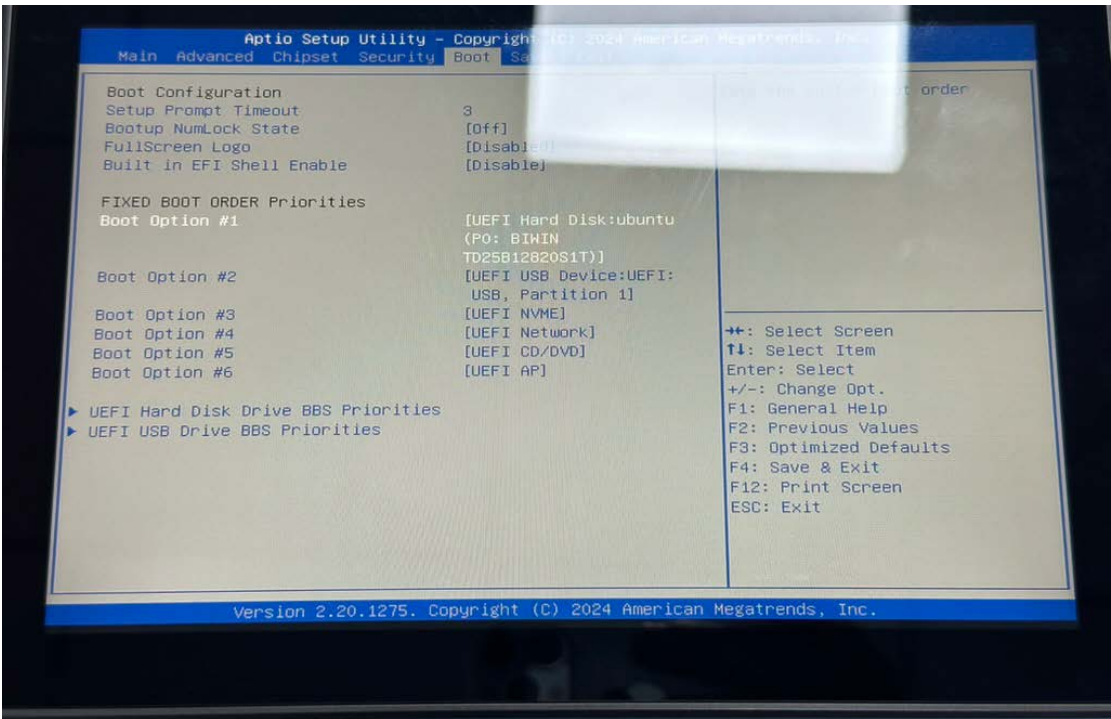 Aptio Setup Utility – Copyright (C) 2024 American Megatrends, Inc.
Main Advanced Chipset Security Boot
Boot Configuration
Setup Prompt Timeout 3
Bootup NumLock State [Off]
FullScreen Logo [Disabled]
Built in EFI Shell Enable [Disable]
FIXED BOOT ORDER Priorities
Boot Option #1 [UEFI Hard Disk:ubuntu
(P0: BIWIN
TD25B12820S1T)]
Boot Option #2 [UEFI USB Device:UEFI:
USB, Partition 1]
Boot Option #3 [UEFI NVME]
Boot Option #4 [UEFI Network]
Boot Option #5 [UEFI CD/DVD]
Boot Option #6 [UEFI AP]
▶ UEFI Hard Disk Drive BBS Priorities
▶ UEFI USB Drive BBS Priorities
order
→←: Select Screen
↑↓: Select Item
Enter: Select
+/-: Change Opt.
F1: General Help
F2: Previous Values
F3: Optimized Defaults
F4: Save & Exit
F12: Print Screen
ESC: Exit
Version 2.20.1275. Copyright (C) 2024 American Megatrends, Inc.